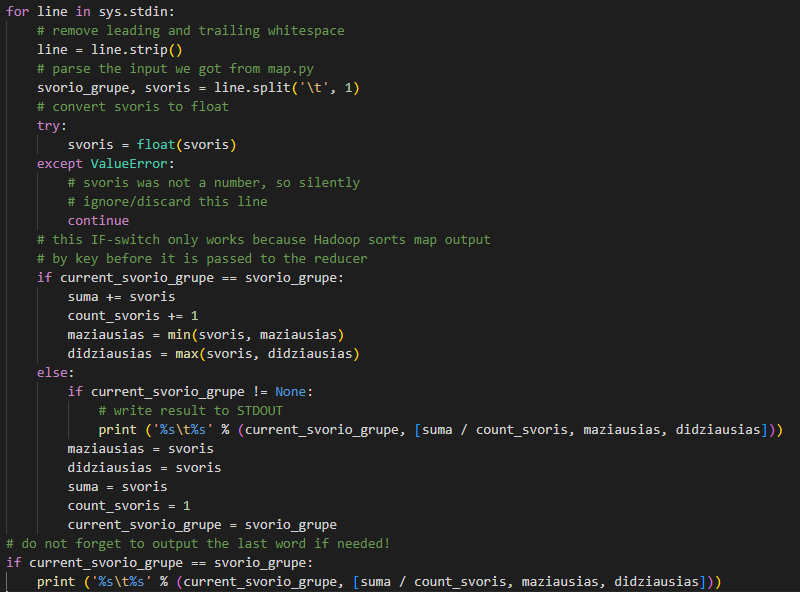 for line in sys.stdin:
    # remove leading and trailing whitespace
    line = line.strip()
    # parse the input we got from map.py
    svorio_grupe, svoris = line.split('\t', 1)
    # convert svoris to float
    try:
        svoris = float(svoris)
    except ValueError:
        # svoris was not a number, so silently
        # ignore/discard this line
        continue
    # this IF-switch only works because Hadoop sorts map output
    # by key before it is passed to the reducer
    if current_svorio_grupe == svorio_grupe:
        suma += svoris
        count_svoris += 1
        maziausias = min(svoris, maziausias)
        didziausias = max(svoris, didziausias)
    else:
        if current_svorio_grupe != None:
            # write result to STDOUT
            print ('%s\t%s' % (current_svorio_grupe, [suma / count_svoris, maziausias, didziausias]))
        maziausias = svoris
        didziausias = svoris
        suma = svoris
        count_svoris = 1
        current_svorio_grupe = svorio_grupe
# do not forget to output the last word if needed!
if current_svorio_grupe == svorio_grupe:
    print ('%s\t%s' % (current_svorio_grupe, [suma / count_svoris, maziausias, didziausias]))